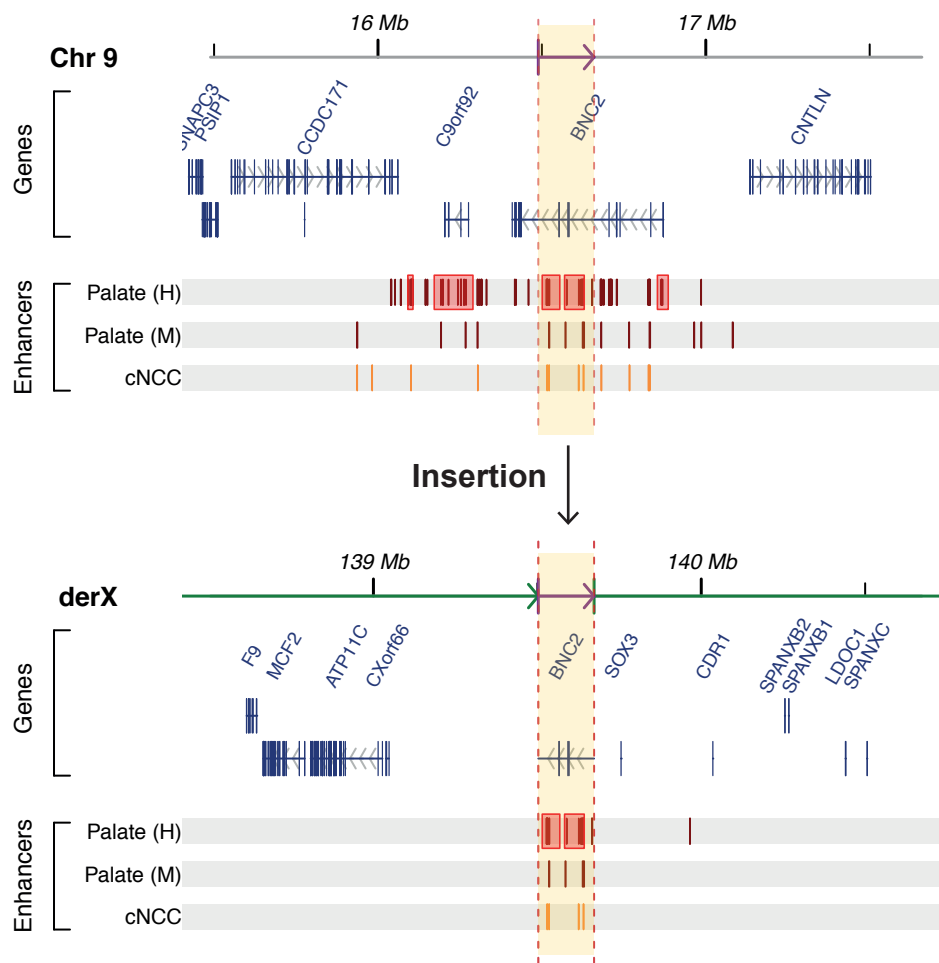 16 Mb 17 Mb
Chr 9
Genes
PSIP1 CCDC171 C9orf92 BNC2 CNTLN
Enhancers
Palate (H)
Palate (M)
cNCC
Insertion
139 Mb 140 Mb
derX
Genes
F9 MCF2 ATP11C CXorf66 BNC2 SOX3 CDR1 SPANXB2 SPANXB1 LDOC1 SPANXC
Enhancers
Palate (H)
Palate (M)
cNCC